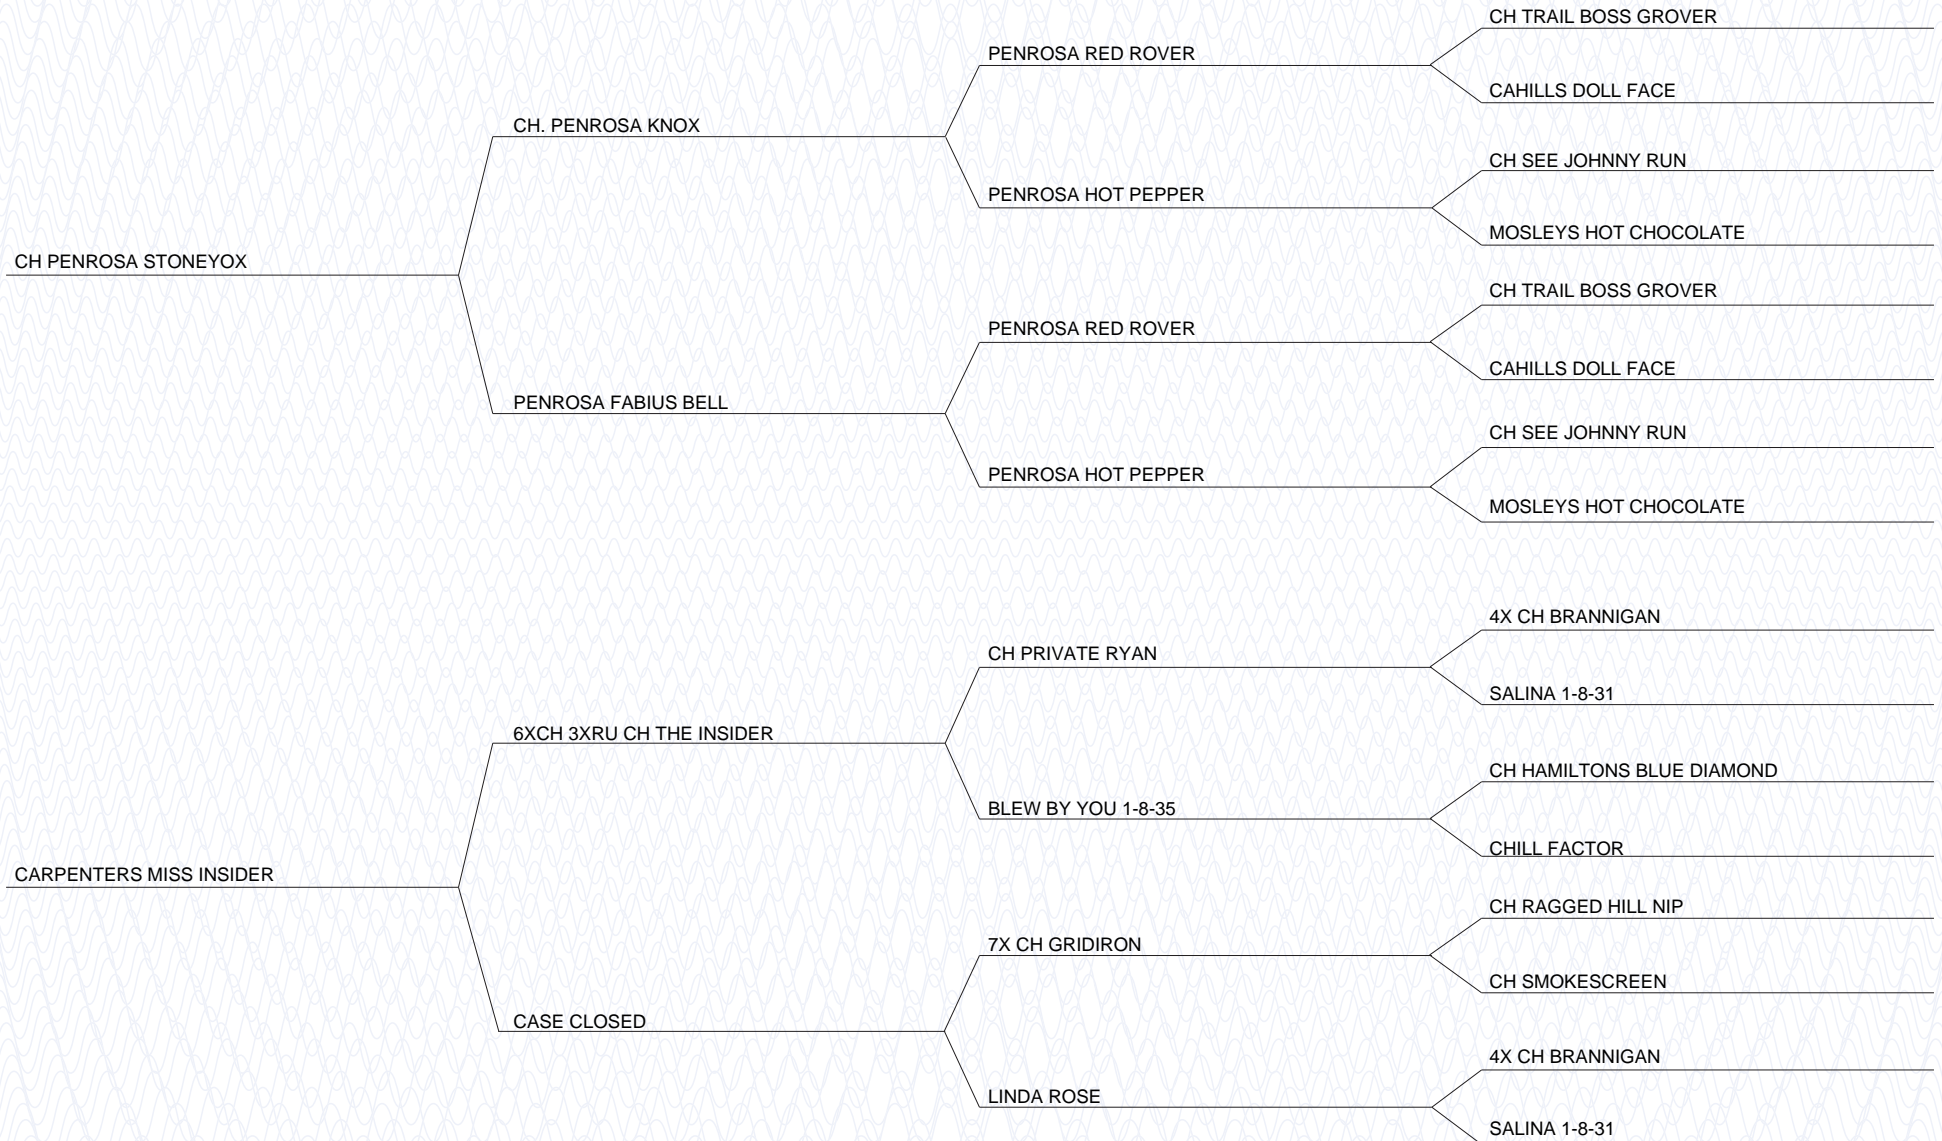 CH TRAIL BOSS GROVER
PENROSA RED ROVER
CAHILLS DOLL FACE
CH. PENROSA KNOX
CH SEE JOHNNY RUN
PENROSA HOT PEPPER
MOSLEYS HOT CHOCOLATE
CH PENROSA STONEYOX
CH TRAIL BOSS GROVER
PENROSA RED ROVER
CAHILLS DOLL FACE
PENROSA FABIUS BELL
CH SEE JOHNNY RUN
PENROSA HOT PEPPER
MOSLEYS HOT CHOCOLATE
4X CH BRANNIGAN
CH PRIVATE RYAN
SALINA 1-8-31
6XCH 3XRU CH THE INSIDER
CH HAMILTONS BLUE DIAMOND
BLEW BY YOU 1-8-35
CHILL FACTOR
CARPENTERS MISS INSIDER
CH RAGGED HILL NIP
7X CH GRIDIRON
CH SMOKESCREEN
CASE CLOSED
4X CH BRANNIGAN
LINDA ROSE
SALINA 1-8-31